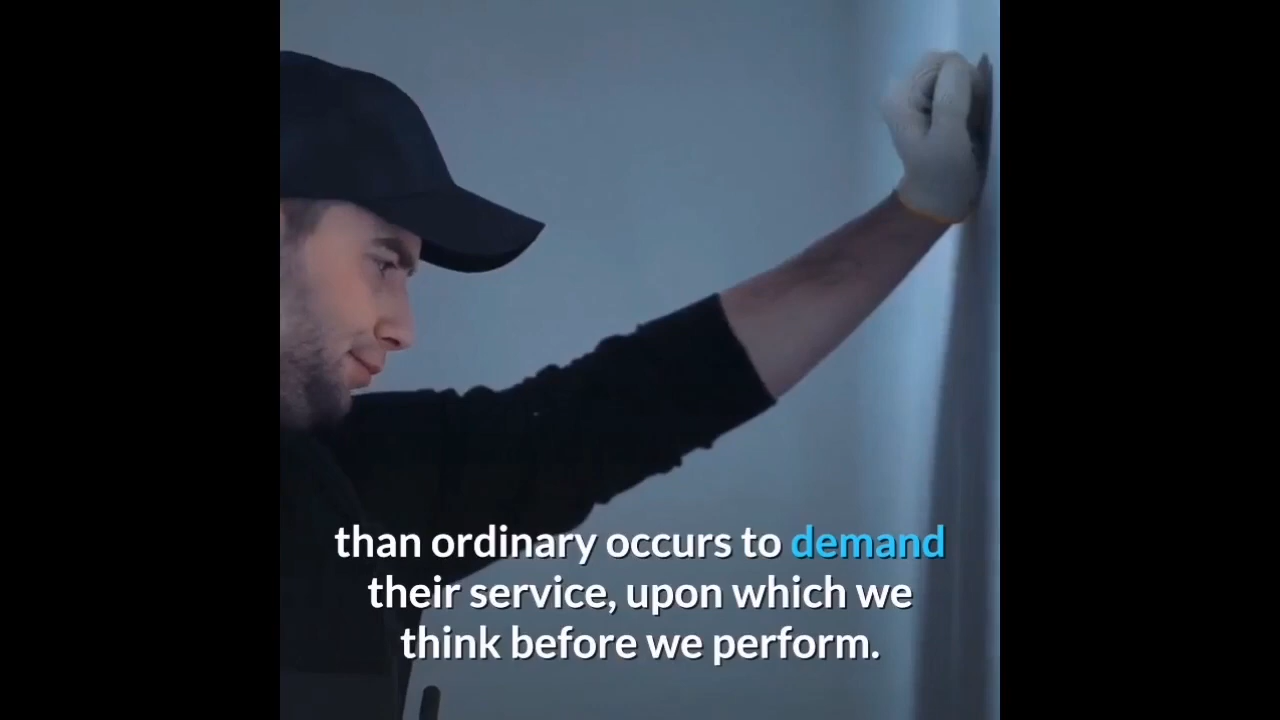 than ordinary occurs to demand
their service, upon which we
think before we perform.